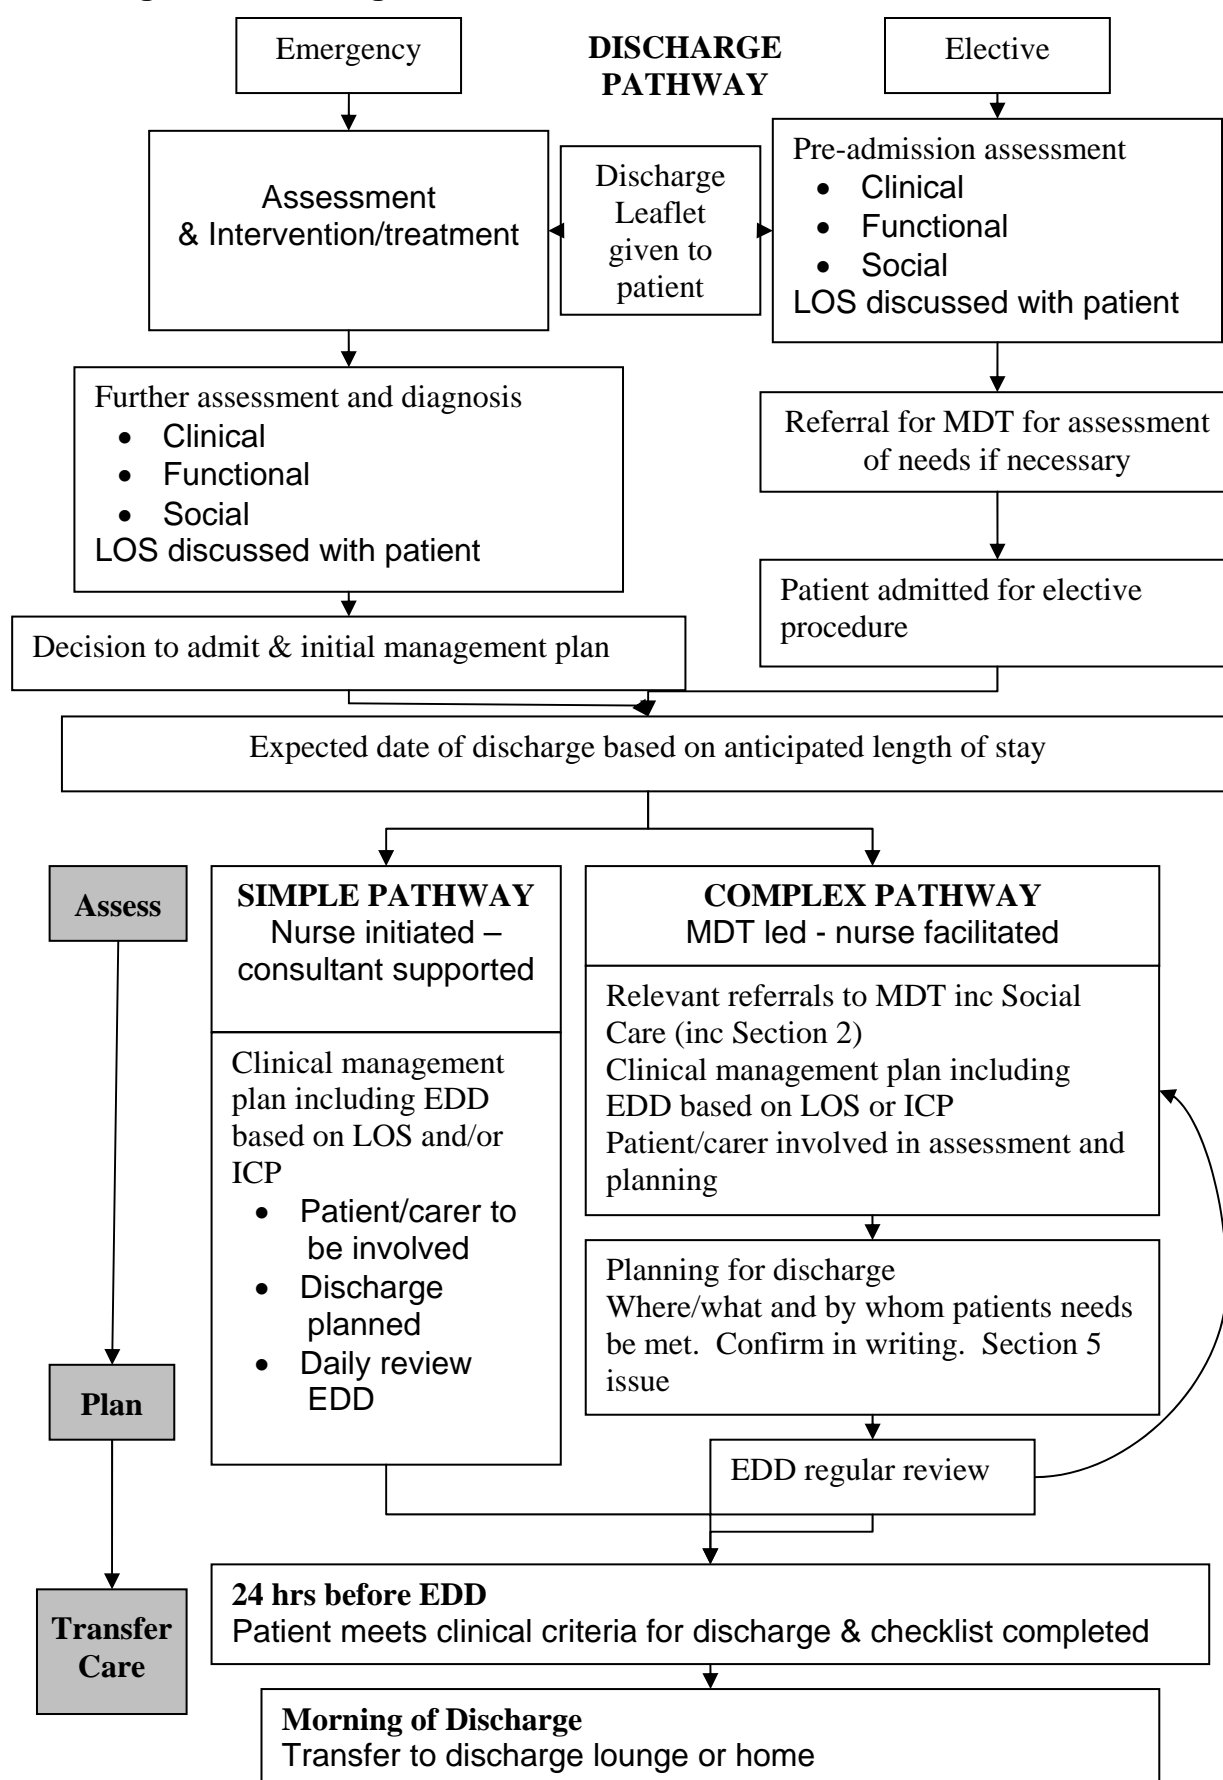 Emergency
DISCHARGE
PATHWAY
Elective
Assessment
& Intervention/treatment
Discharge
Leaflet
given to
patient
Pre-admission assessment
• Clinical
• Functional
• Social
LOS discussed with patient
Further assessment and diagnosis
• Clinical
• Functional
• Social
LOS discussed with patient
Referral for MDT for assessment
of needs if necessary
Patient admitted for elective
procedure
Decision to admit & initial management plan
Expected date of discharge based on anticipated length of stay
Assess
SIMPLE PATHWAY
Nurse initiated –
consultant supported
Clinical management
plan including EDD
based on LOS and/or
ICP
• Patient/carer to
be involved
• Discharge
planned
• Daily review
EDD
COMPLEX PATHWAY
MDT led - nurse facilitated
Relevant referrals to MDT inc Social
Care (inc Section 2)
Clinical management plan including
EDD based on LOS or ICP
Patient/carer involved in assessment and
planning
Planning for discharge
Where/what and by whom patients needs
be met.  Confirm in writing.  Section 5
issue
Plan
EDD regular review
24 hrs before EDD
Patient meets clinical criteria for discharge & checklist completed
Transfer
Care
Morning of Discharge
Transfer to discharge lounge or home